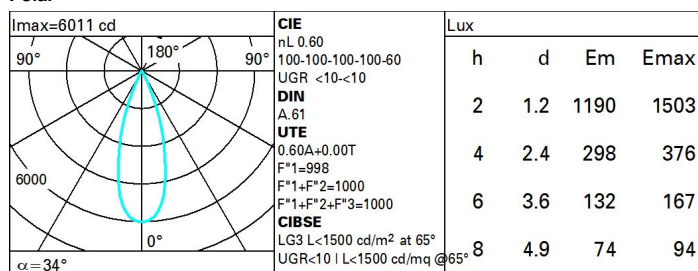 Imax=6011 cd
90° 180° 90°
6000
0°
α=34°
CIE
nL 0.60
100-100-100-100-60
UGR <10-<10
DIN
A.61
UTE
0.60A+0.00T
F"1=998
F"1+F"2=1000
F"1+F"2+F"3=1000
CIBSE
LG3 L<1500 cd/m² at 65°
UGR<10 | L<1500 cd/mq @65°
Lux
h d Em Emax
2 1.2 1190 1503
4 2.4 298 376
6 3.6 132 167
8 4.9 74 94